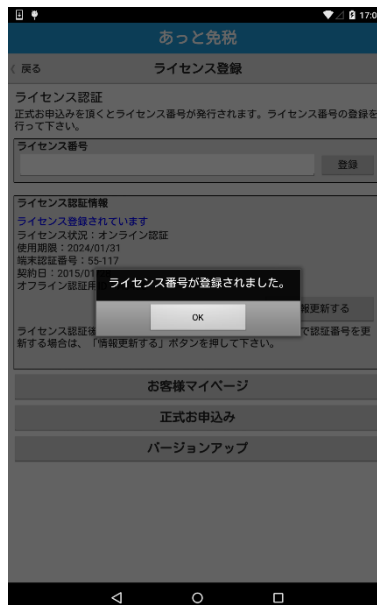 17:0
あっと免税
戻る
ライセンス登録
ライセンス認証
正式お申込みを頂くとライセンス番号が発行されます。ライセンス番号の登録を
行って下さい。
ライセンス番号
登録
ライセンス認証情報
ライセンス登録されています
ライセンス状況：オンライン認証
使用期限：2024/01/31
端末認証番号：55-117
契約日：2015/01
オフライン認証用
ライセンス番号が登録されました。
OK
報更新する
ライセンス認証後
で認証番号を更
新する場合は、「情報更新する」ボタンを押して下さい。
お客様マイページ
正式お申込み
バージョンアップ